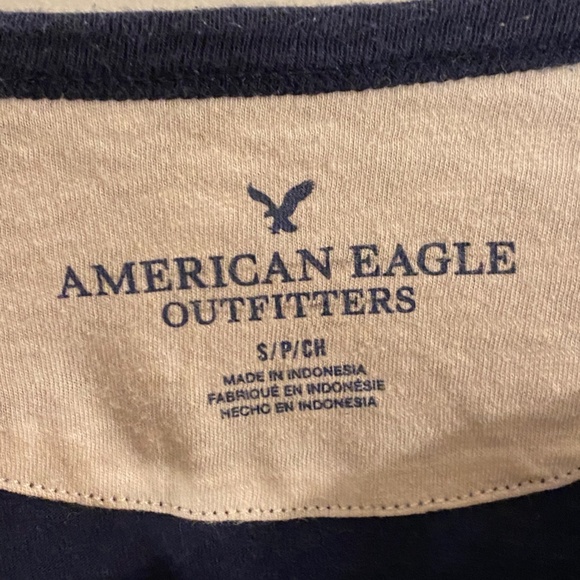 AMERICAN EAGLE
OUTFITTERS
S/P/CH
MADE IN INDONESIA
FABRIQUÉ EN INDONÉSIE
HECHO EN INDONESIA